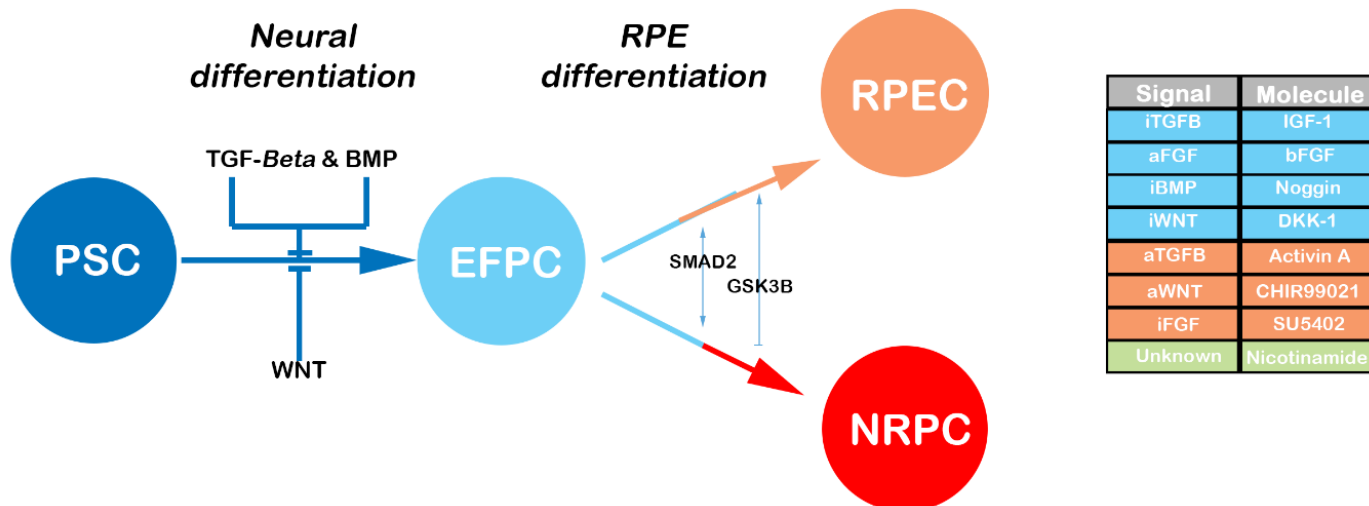 Neural
differentiation
RPE
differentiation
RPEC
TGF-Beta & BMP
PSC
EFPC
SMAD2
GSK3B
WNT
NRPC
Signal Molecule
iTGFB IGF-1
aFGF bFGF
iBMP Noggin
iWNT DKK-1
aTGFB Activin A
aWNT CHIR99021
iFGF SU5402
Unknown Nicotinamide